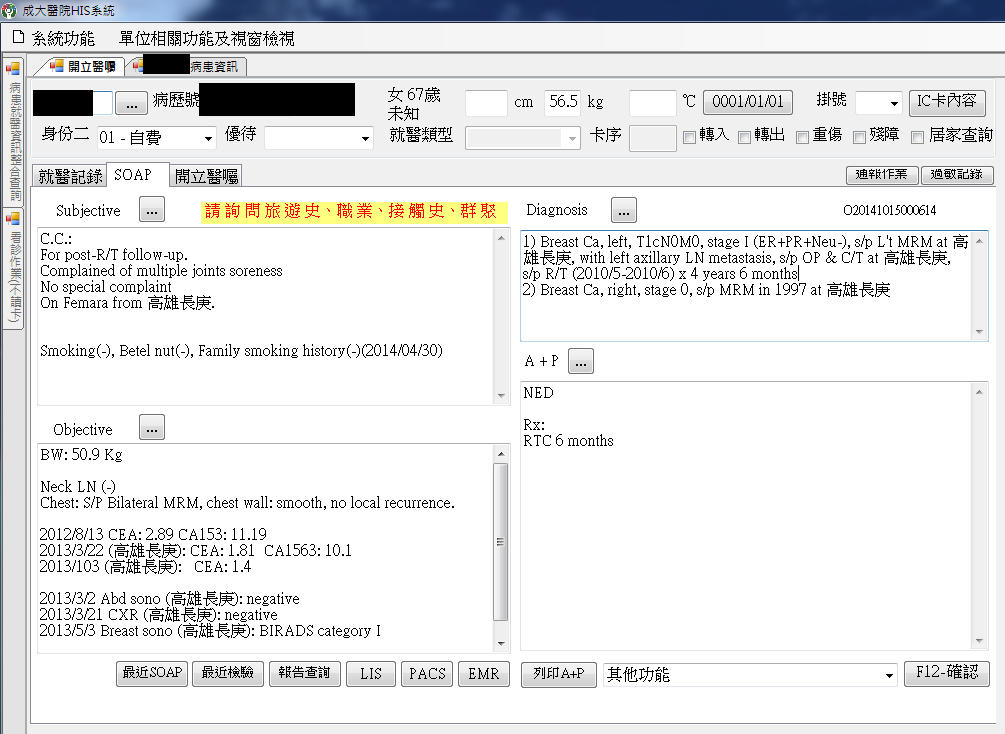 成大醫院HIS系統
系統功能 單位相關功能及視窗檢視
開立醫囑 病患資訊
病患就醫資訊整合查詢
看診作業(不讀卡)
... 病歷號 女 67歲 cm 56.5 kg °C 0001/01/01 掛號 IC卡內容
未知
身份二 01 - 自費 優待 就醫類型 卡序 轉入 轉出 重傷 殘障 居家查詢
就醫記錄 SOAP 開立醫囑 通報作業 過敏記錄
Subjective ... 請詢問旅遊史、職業、接觸史、群聚
C.C.:
For post-R/T follow-up.
Complained of multiple joints soreness
No special complaint
On Femara from 高雄長庚.
Smoking(-), Betel nut(-), Family smoking history(-)(2014/04/30)
Objective ...
BW: 50.9 Kg
Neck LN (-)
Chest: S/P Bilateral MRM, chest wall: smooth, no local recurrence.
2012/8/13 CEA: 2.89 CA153: 11.19
2013/3/22 (高雄長庚): CEA: 1.81 CA1563: 10.1
2013/103 (高雄長庚): CEA: 1.4
2013/3/2 Abd sono (高雄長庚): negative
2013/3/21 CXR (高雄長庚): negative
2013/5/3 Breast sono (高雄長庚): BIRADS category I
Diagnosis ... O20141015000614
1) Breast Ca, left, T1cN0M0, stage I (ER+PR+Neu-), s/p L't MRM at 高
雄長庚, with left axillary LN metastasis, s/p OP & C/T at 高雄長庚,
s/p R/T (2010/5-2010/6) x 4 years 6 months
2) Breast Ca, right, stage 0, s/p MRM in 1997 at 高雄長庚
A + P ...
NED
Rx:
RTC 6 months
最近SOAP 最近檢驗 報告查詢 LIS PACS EMR 列印A+P 其他功能 F12-確認